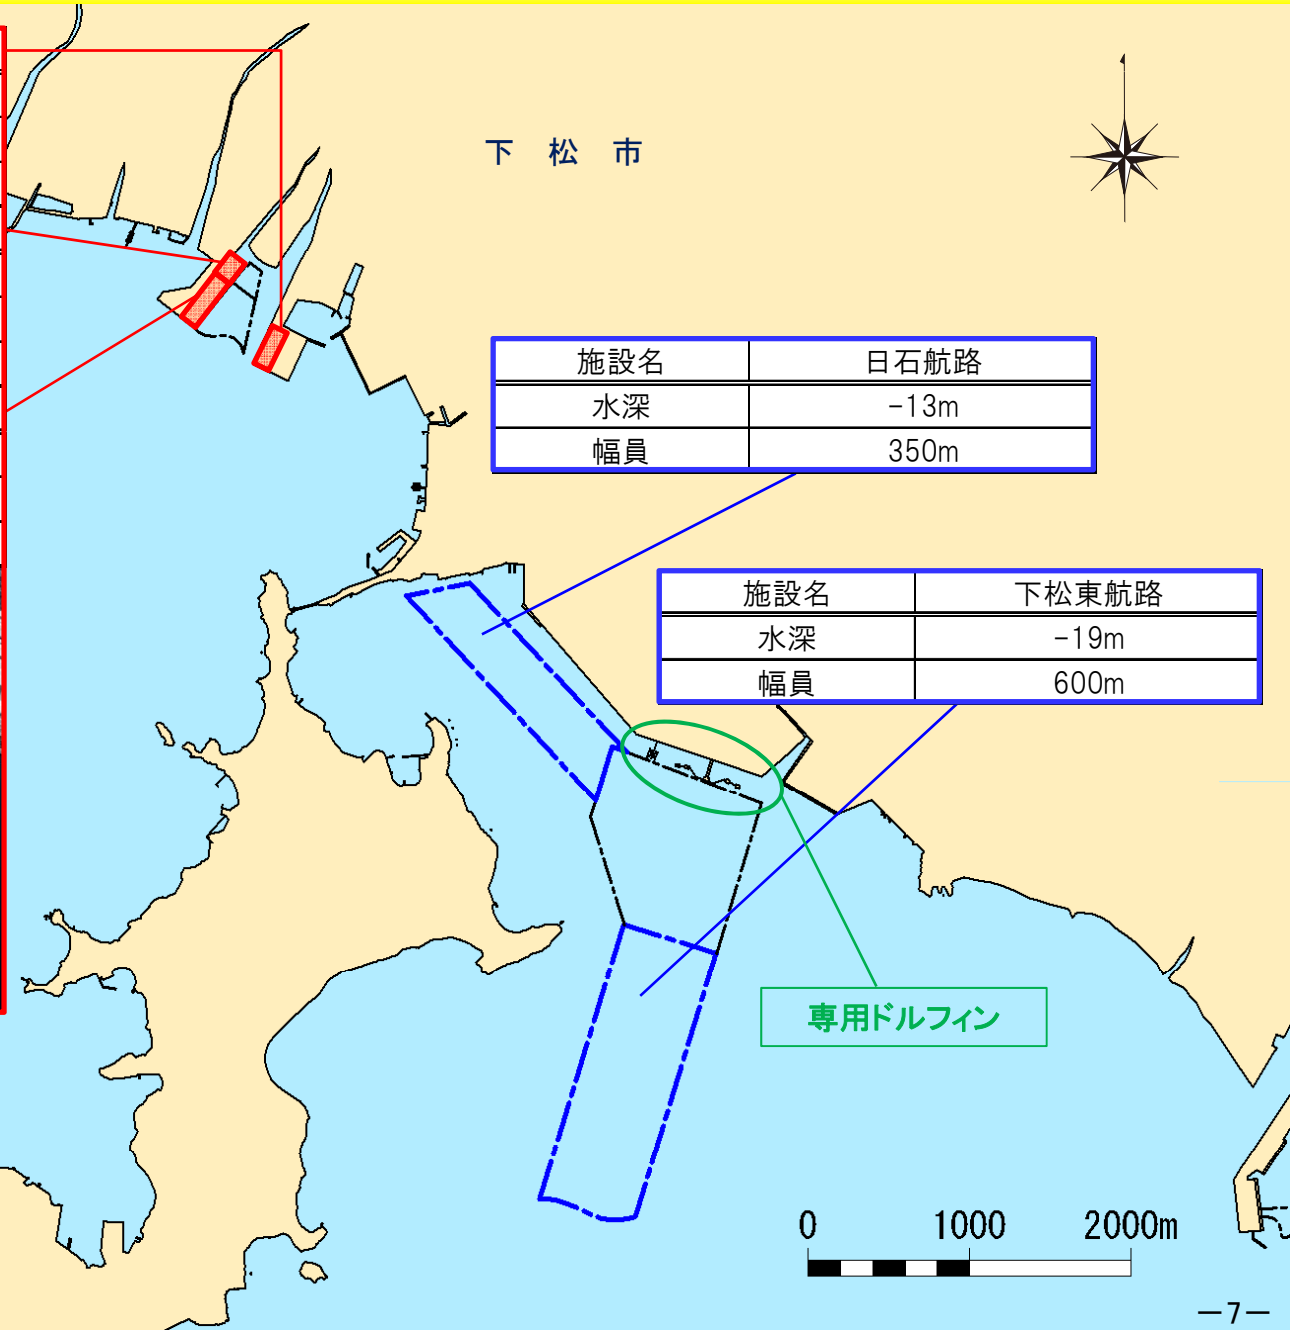 下 松 市
施設名 日石航路
水深 -13m
幅員 350m
施設名 下松東航路
水深 -19m
幅員 600m
専用ドルフィン
0 1000 2000m
－7－